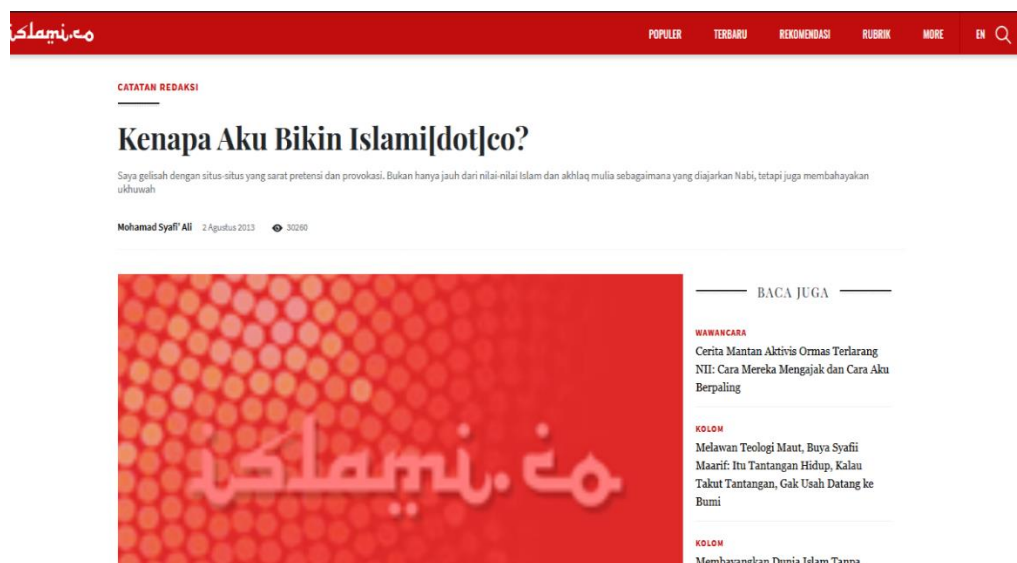 islami.co
POPULER TERBARU REKOMENDASI RUBRIK MORE EN
CATATAN REDAKSI
Kenapa Aku Bikin Islami[dot]co?
Saya gelisah dengan situs-situs yang sarat pretensi dan provokasi. Bukan hanya jauh dari nilai-nilai Islam dan akhlaq mulia sebagaimana yang diajarkan Nabi, tetapi juga membahayakan
ukhuwah
Mohamad Syafi' Ali 2 Agustus 2013 30260
islami.co
BACA JUGA
WAWANCARA
Cerita Mantan Aktivis Ormas Terlarang
NII: Cara Mereka Mengajak dan Cara Aku
Berpaling
KOLOM
Melawan Teologi Maut, Buya Syafii
Maarif: Itu Tantangan Hidup, Kalau
Takut Tantangan, Gak Usah Datang ke
Bumi
KOLOM
Membayangkan Dunia Islam Tanpa